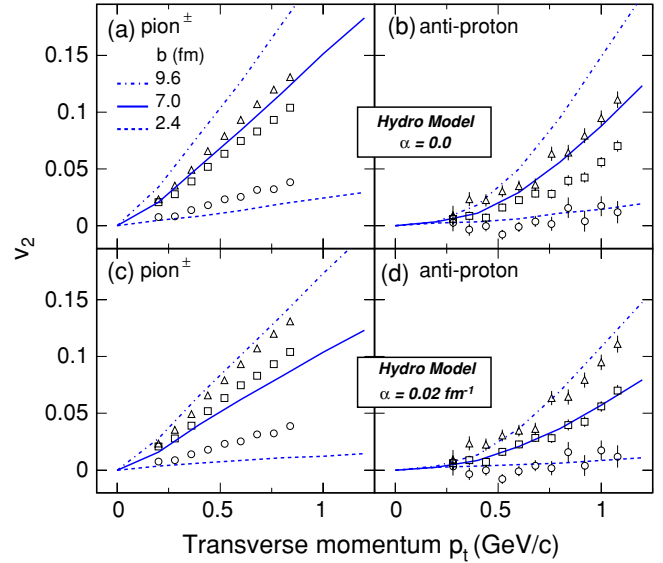 (a) pion±
b (fm)
9.6
7.0
2.4
(b) anti-proton
Hydro Model
α = 0.0
0.15
0.1
0.05
0
(c) pion±
(d) anti-proton
Hydro Model
α = 0.02 fm⁻¹
0.15
0.1
0.05
0
v₂
0 0.5 1 0 0.5 1
Transverse momentum pₜ (GeV/c)